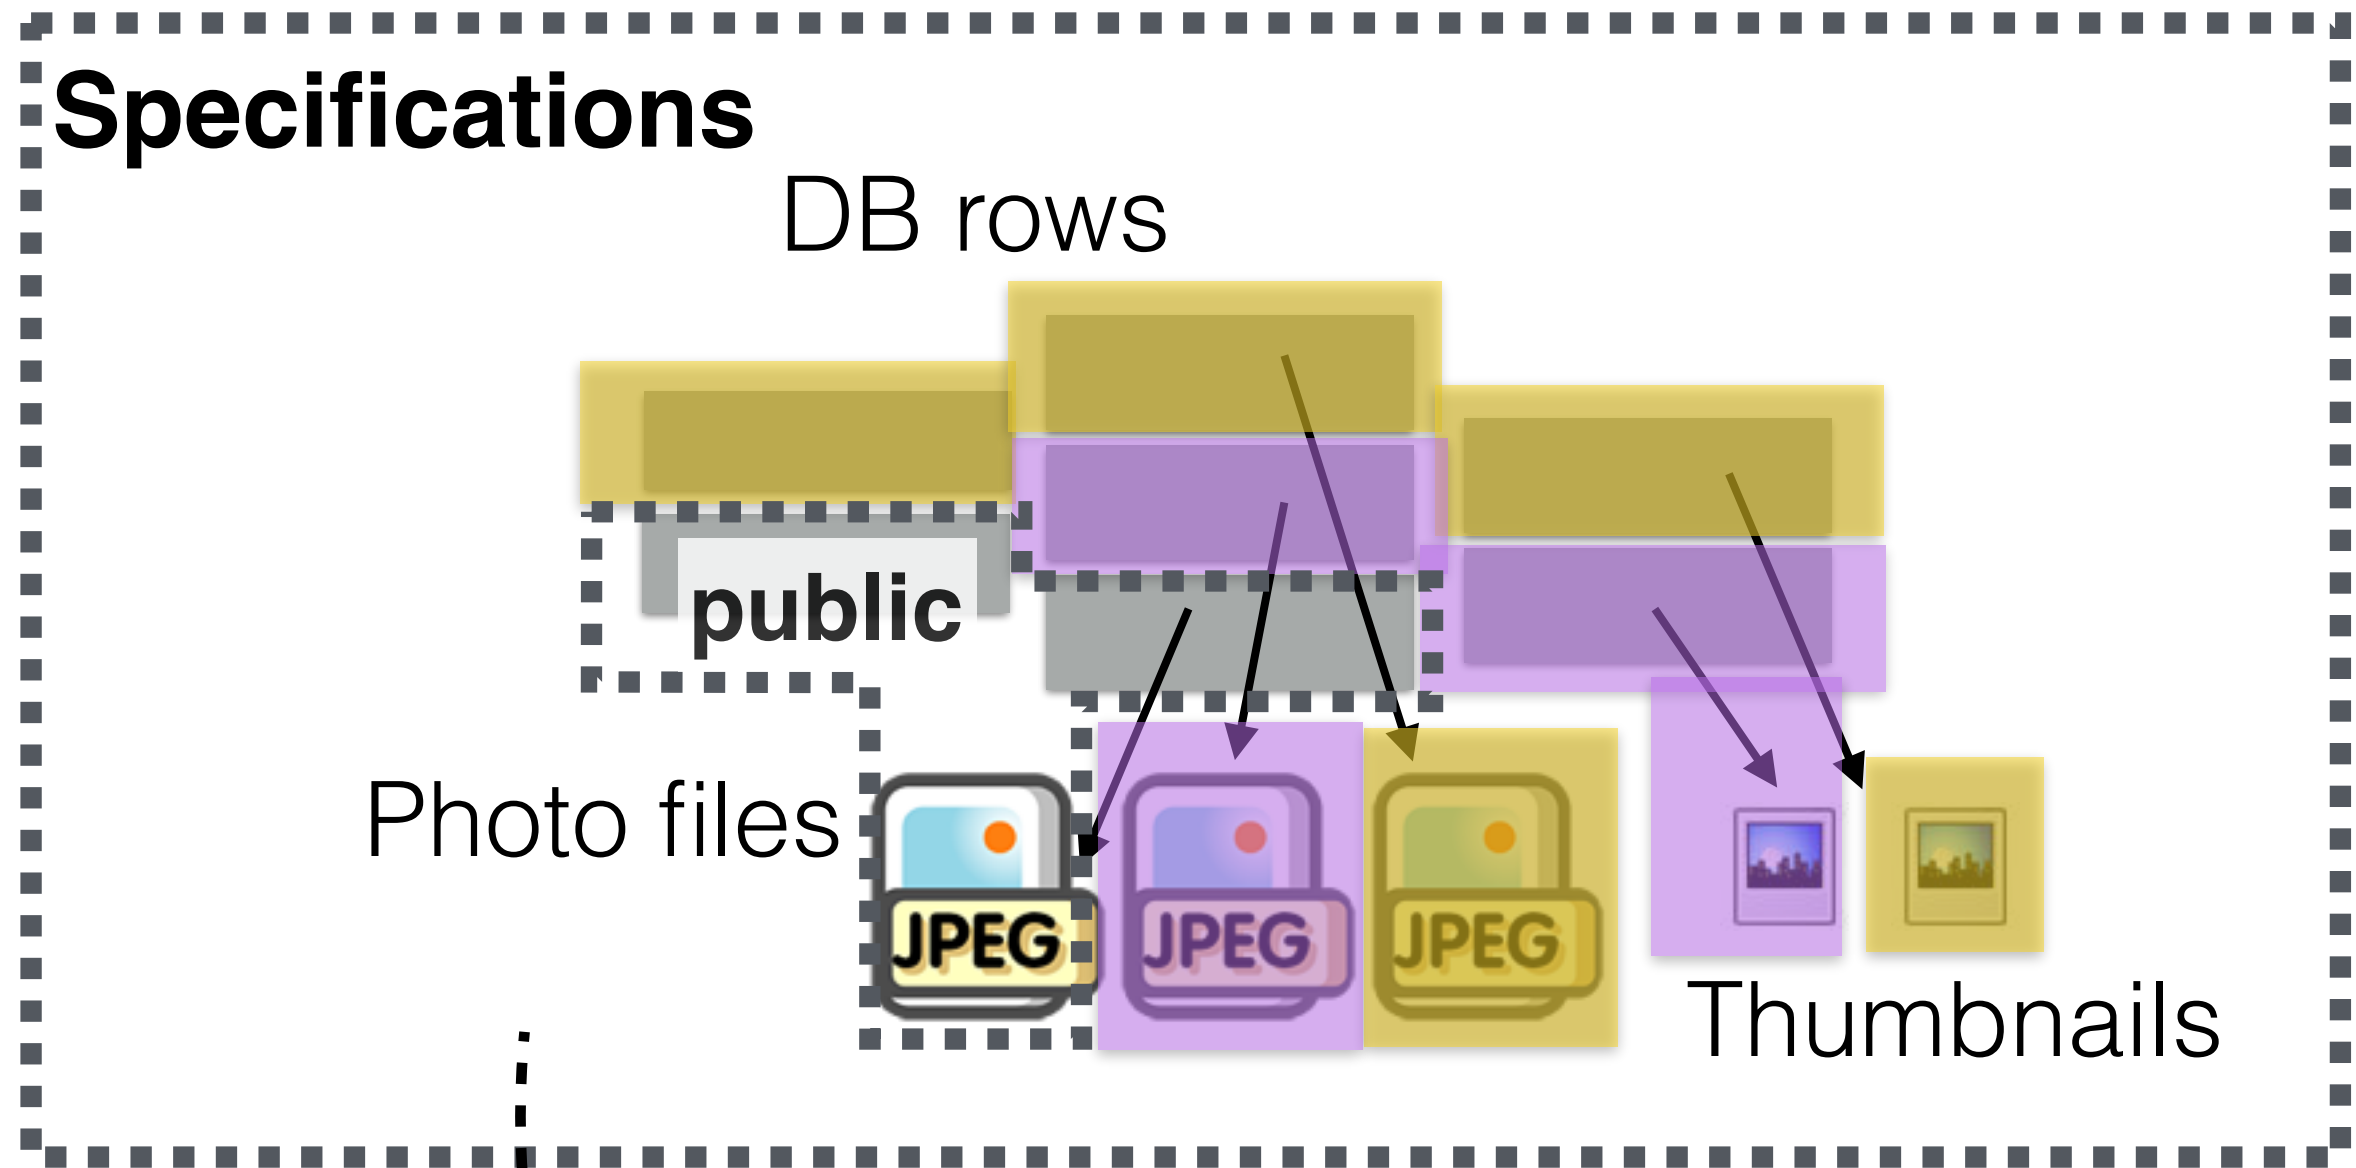 Specifications
DB rows
public
Photo files
JPEG JPEG JPEG
Thumbnails